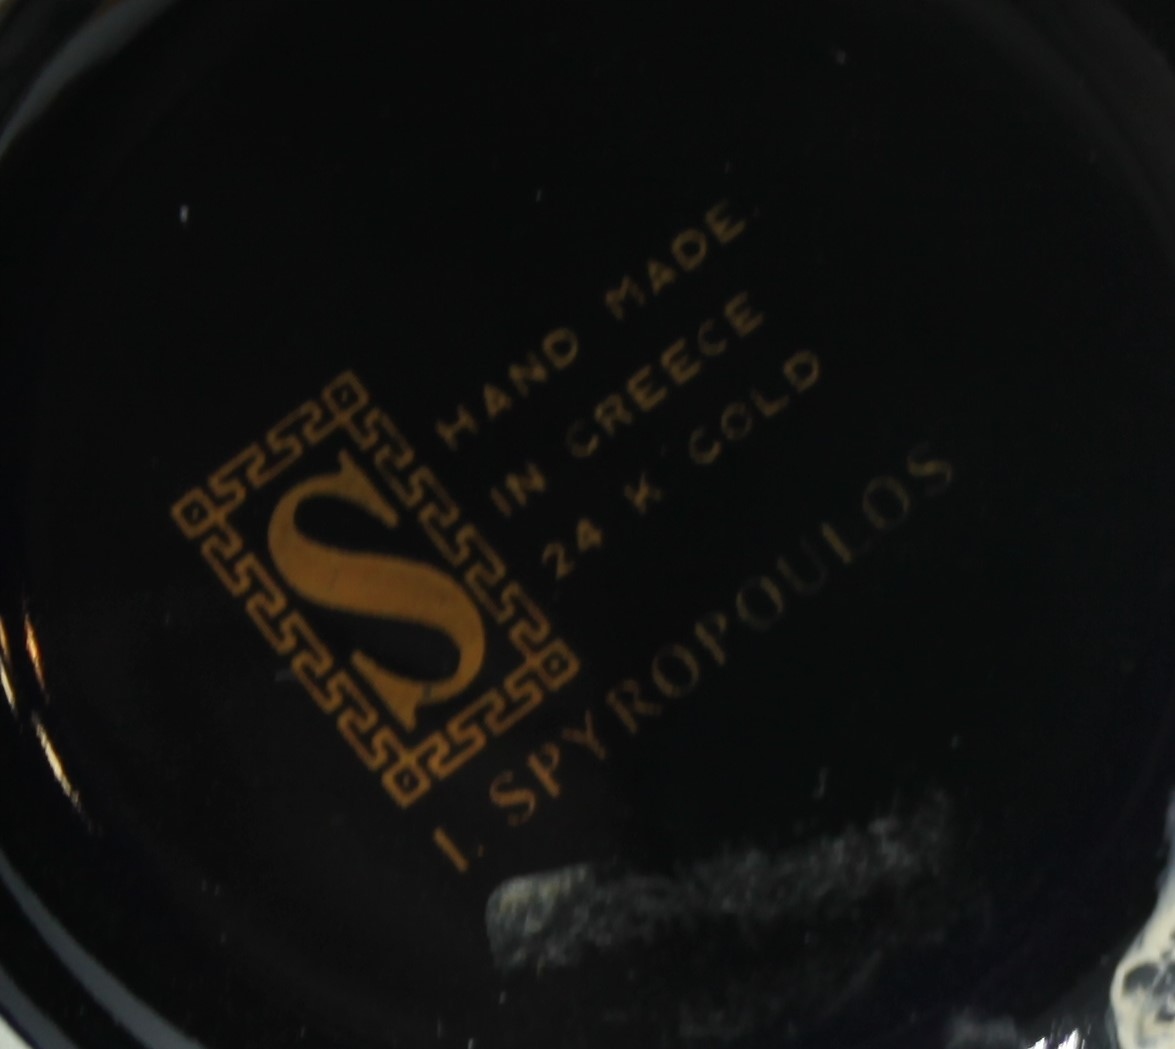 S
HAND MADE
IN GREECE
24 K GOLD
I. SPYROPOULOS